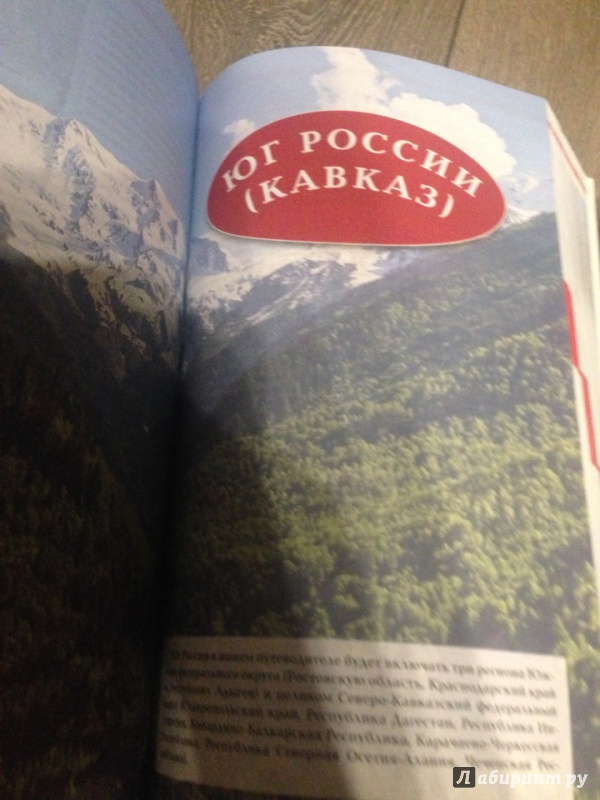 ЮГ РОССИИ
(КАВКАЗ)
России в нашем путеводителе будет включать три региона Юж-
федерального округа (Ростовскую область, Краснодарский край
Республику Адыгея) и целиком Северо-Кавказский федеральный
Ставропольский край, Республика Дагестан, Республика Ин-
Кабардино-Балкарская Республика, Карачаево-Черкесская
Республика, Республика Северная Осетия-Алания, Чеченская Рес-
Лабиринт.ру